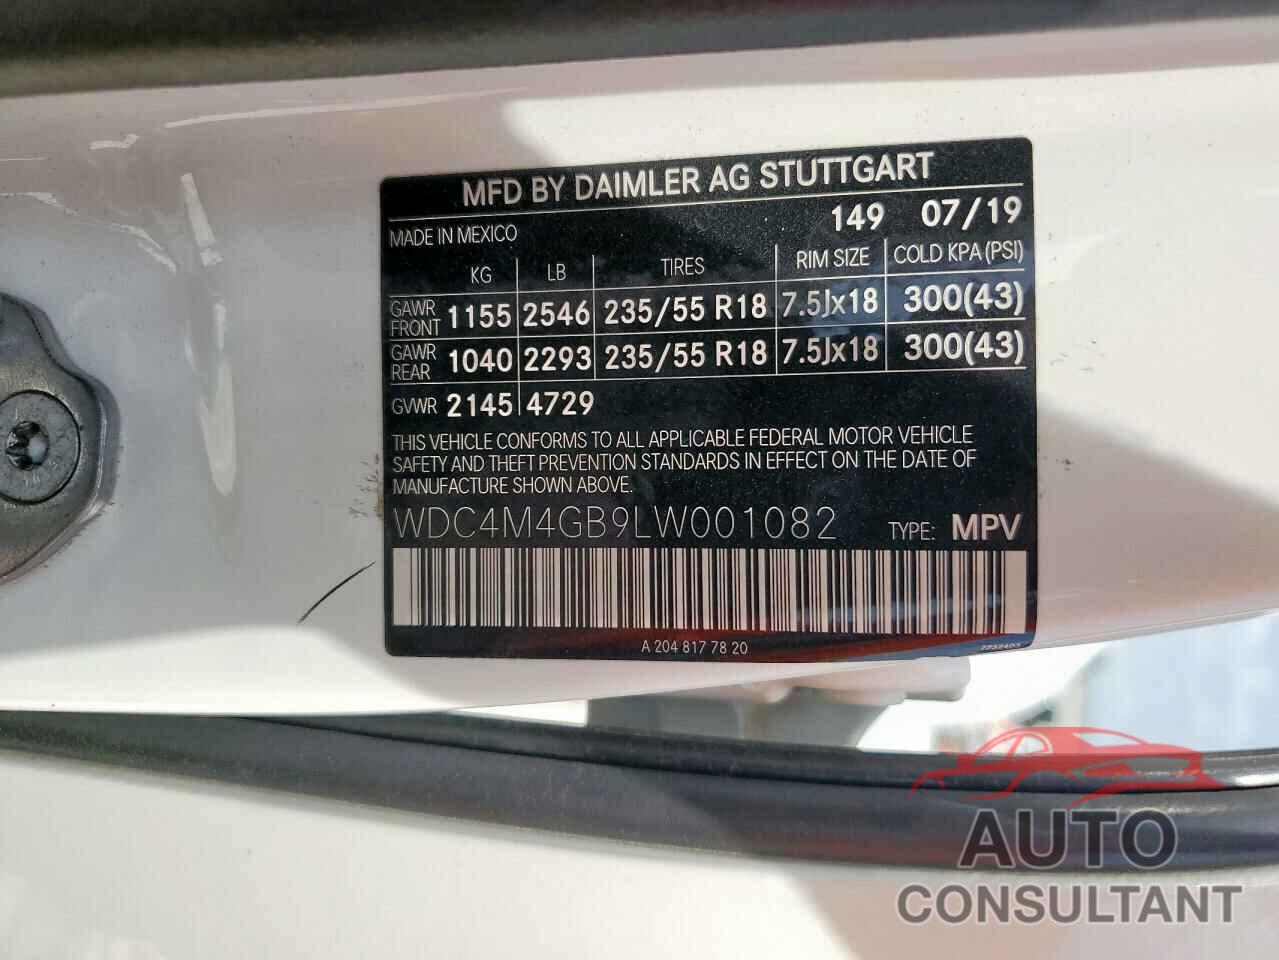 MFD BY DAIMLER AG STUTTGART
MADE IN MEXICO 149 07/19
KG LB TIRES RIM SIZE COLD KPA (PSI)
GAWR FRONT 1155 2546 235/55 R18 7.5Jx18 300(43)
GAWR REAR 1040 2293 235/55 R18 7.5Jx18 300(43)
GVWR 2145 4729
THIS VEHICLE CONFORMS TO ALL APPLICABLE FEDERAL MOTOR VEHICLE
SAFETY AND THEFT PREVENTION STANDARDS IN EFFECT ON THE DATE OF
MANUFACTURE SHOWN ABOVE.
WDC4M4GB9LW001082 TYPE: MPV
A 204 817 78 20
AUTO
CONSULTANT